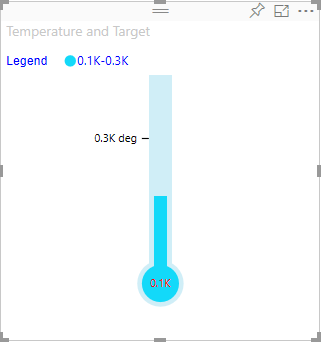 Temperature and Target
Legend 0.1K-0.3K
0.3K deg
0.1K